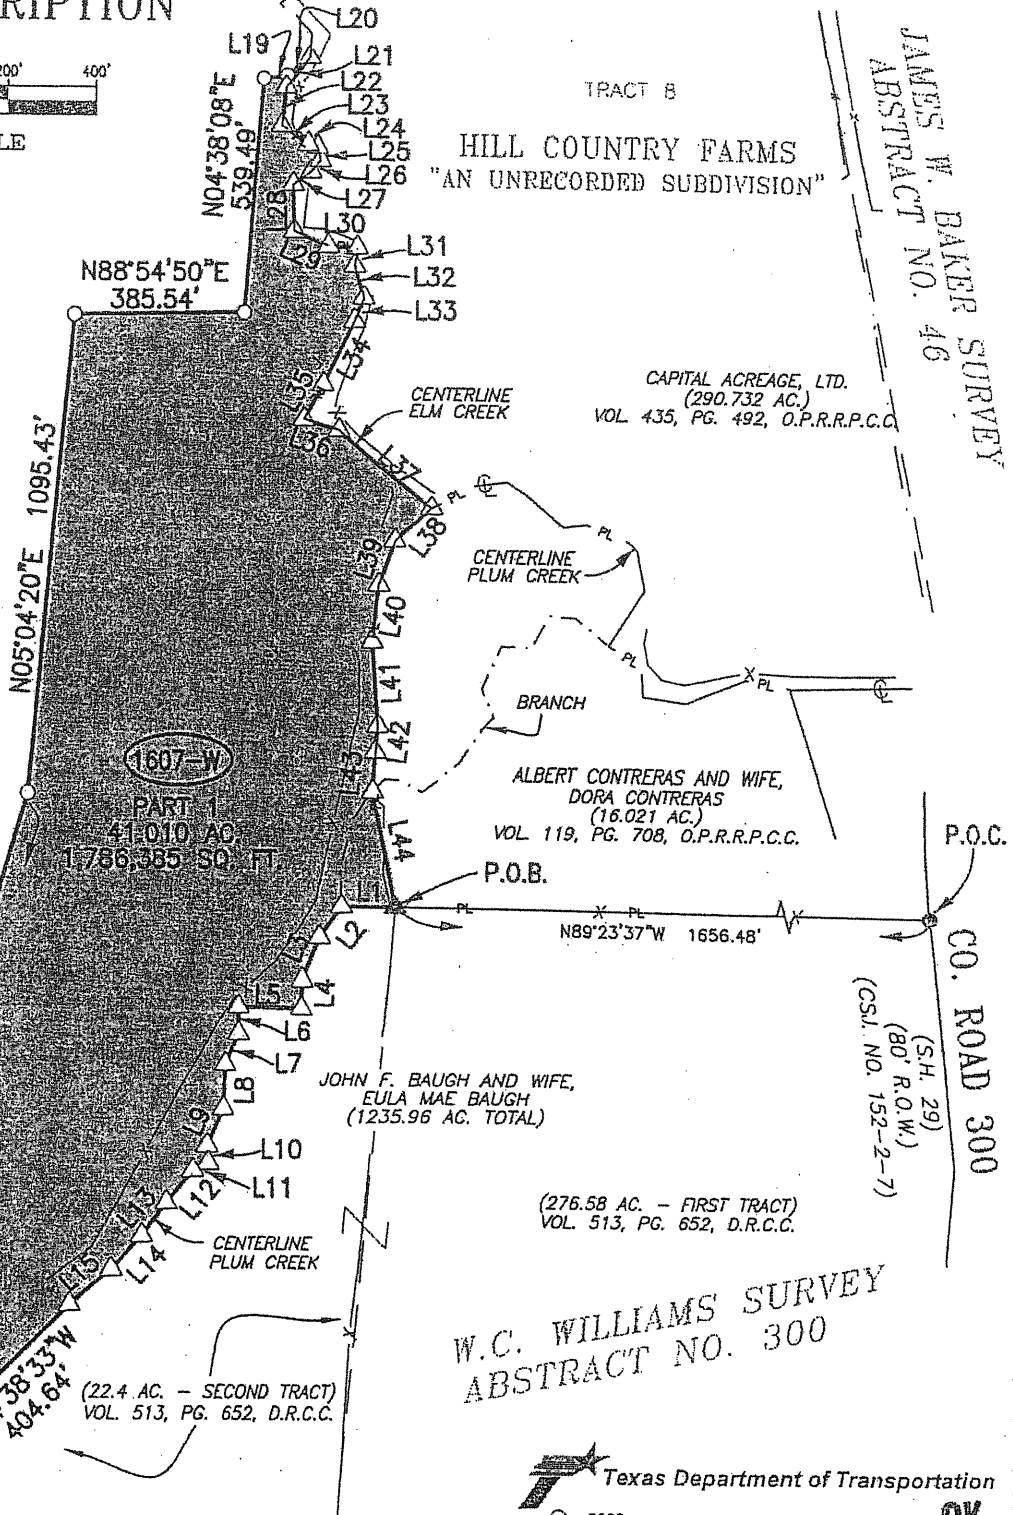 RIPTION
200'
400'
LE
L20
L19
L21
L22
L23
L24
L25
L26
L27
L28
L29
L30
PL
L31
L32
L33
L34
L35
L36
L37
L38
L39
L40
L41
L42
L43
L44
N04°38'08"E
539.49'
N88°54'50"E
385.54'
N05°04'20"E 1095.43'
TRACT 8
HILL COUNTRY FARMS
"AN UNRECORDED SUBDIVISION"
JAMES W. BAKER SURVEY
ABSTRACT NO. 46
CAPITAL ACREAGE, LTD.
(290.732 AC.)
VOL. 435, PG. 492, O.P.R.R.P.C.C.
CENTERLINE
ELM CREEK
PL
PL
CENTERLINE
PLUM CREEK
PL
X
PL
BRANCH
1607-W
PART 1
41.010 AC.
1,786,385 SQ. FT.
ALBERT CONTRERAS AND WIFE,
DORA CONTRERAS
(16.021 AC.)
VOL. 119, PG. 708, O.P.R.R.P.C.C.
P.O.C.
P.O.B.
PL
X
PL
X
N89°23'37"W 1656.48'
L1
L2
L3
L4
L5
L6
L7
L8
L9
L10
L11
L12
L13
L14
L15
CO. ROAD 300
(S.H. 29)
(80' R.O.W.)
(CSJ. NO. 152-2-7)
JOHN F. BAUGH AND WIFE,
EULA MAE BAUGH
(1235.96 AC. TOTAL)
(276.58 AC. – FIRST TRACT)
VOL. 513, PG. 652, D.R.C.C.
CENTERLINE
PLUM CREEK
Z
X
W.C. WILLIAMS SURVEY
ABSTRACT NO. 300
38'33"W
404.64'
(22.4 AC. – SECOND TRACT)
VOL. 513, PG. 652, D.R.C.C.
Texas Department of Transportation
OK